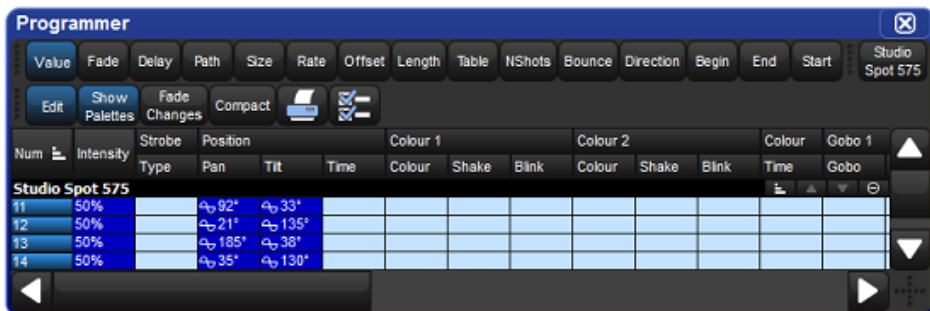 Programmer
Value Fade Delay Path Size Rate Offset Length Table NShots Bounce Direction Begin End Start Studio Spot 575
Edit Show Palettes Fade Changes Compact
Num Intensity Strobe Position Colour 1 Colour 2 Colour Gobo 1
Type Pan Tilt Time Colour Shake Blink Colour Shake Blink Time Gobo
Studio Spot 575
11 50% 92° 33°
12 50% 21° 135°
13 50% 185° 38°
14 50% 35° 130°